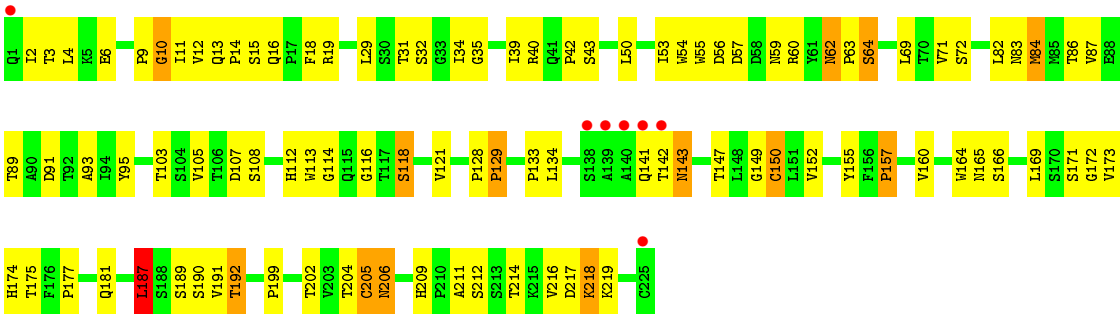 Q1 I2 T3 L4 K5 E6 P9 G10 I11 V12 Q13 P14 S15 Q16 P17 F18 R19 L29 S30 T31 S32 G33 I34 G35 I39 R40 Q41 P42 S43 L50 I53 W54 W55 D56 D57 D58 N59 R60 Y61 N62 P63 S64 L69 T70 V71 S72 L82 N83 M84 M85 T86 V87 E88
T89 A90 D91 T92 A93 I94 Y95 T103 S104 V105 T106 D107 S108 H112 W113 G114 Q115 G116 T117 S118 V121 P128 P129 P133 L134 S138 A139 A140 Q141 T142 N143 T147 L148 G149 C150 L151 V152 Y155 F156 P157 V160 W164 N165 S166 L169 S170 S171 G172 V173
H174 T175 F176 P177 Q181 L187 S188 S189 S190 V191 T192 P199 T202 V203 T204 C205 N206 H209 P210 A211 S212 S213 T214 K215 V216 D217 K218 K219 C225